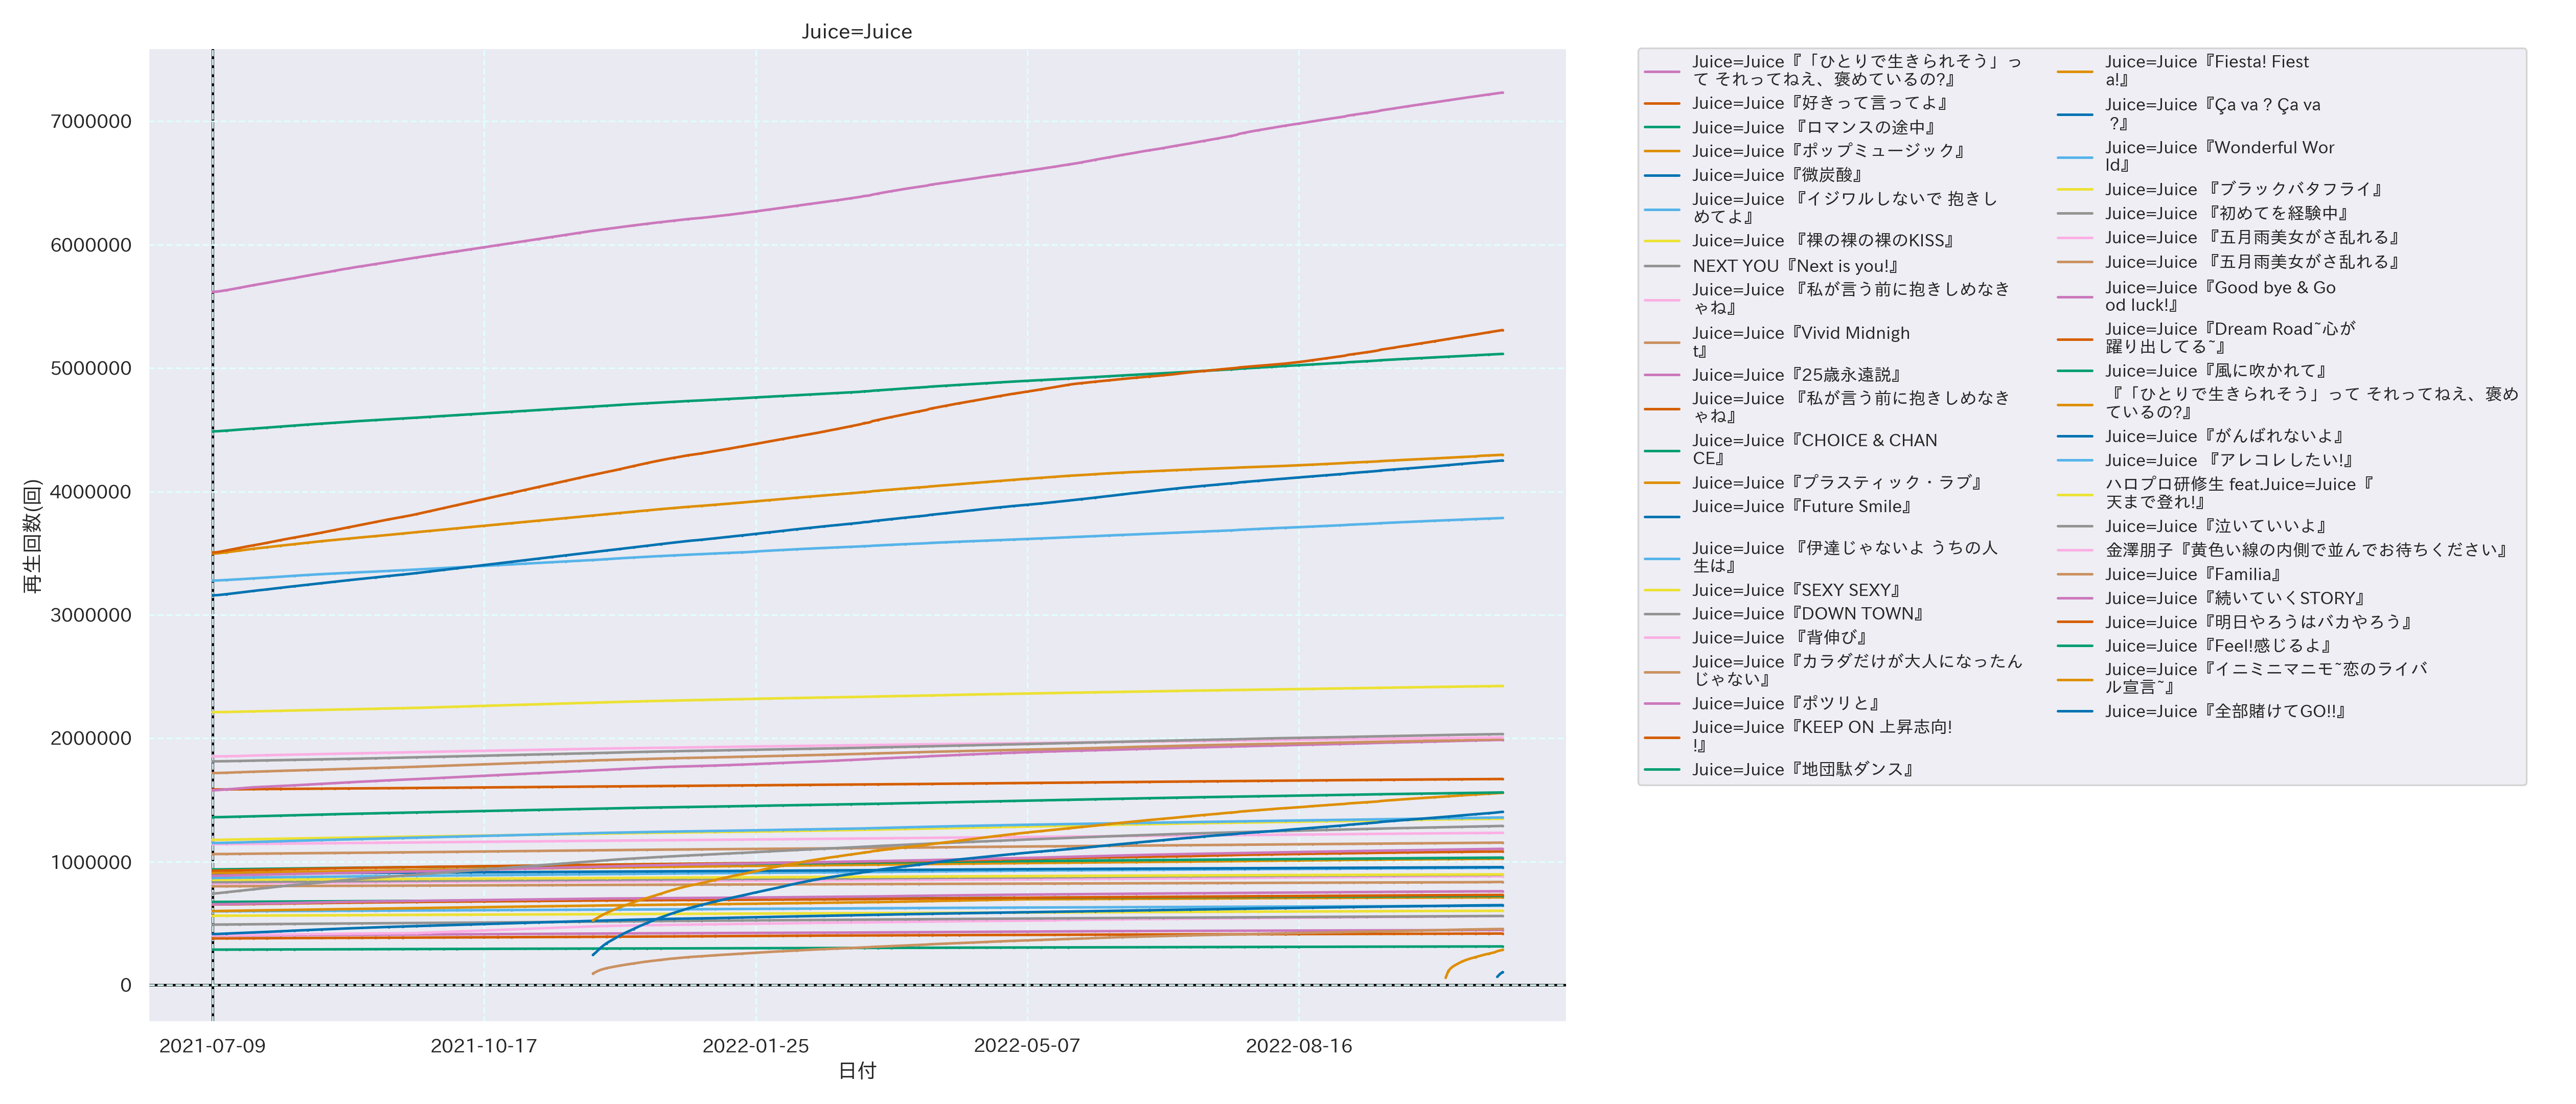 Juice=Juice
再生回数(回)
7000000
6000000
5000000
4000000
3000000
2000000
1000000
0
2021-07-09
2021-10-17
2022-01-25
2022-05-07
2022-08-16
日付
Juice=Juice『「ひとりで生きられそう」っ
て それってねえ、褒めているの?』
Juice=Juice『好きって言ってよ』
Juice=Juice 『ロマンスの途中』
Juice=Juice『ポップミュージック』
Juice=Juice『微炭酸』
Juice=Juice 『イジワルしないで 抱きし
めてよ』
Juice=Juice 『裸の裸の裸のKISS』
NEXT YOU『Next is you!』
Juice=Juice 『私が言う前に抱きしめなき
ゃね』
Juice=Juice『Vivid Midnigh
t』
Juice=Juice『25歳永遠説』
Juice=Juice 『私が言う前に抱きしめなき
ゃね』
Juice=Juice『CHOICE & CHAN
CE』
Juice=Juice『プラスティック・ラブ』
Juice=Juice『Future Smile』
Juice=Juice 『伊達じゃないよ うちの人
生は』
Juice=Juice『SEXY SEXY』
Juice=Juice『DOWN TOWN』
Juice=Juice 『背伸び』
Juice=Juice『カラダだけが大人になったん
じゃない』
Juice=Juice『ポツリと』
Juice=Juice『KEEP ON 上昇志向!
!』
Juice=Juice『地団駄ダンス』
Juice=Juice『Fiesta! Fiest
a!』
Juice=Juice『Ça va ? Ça va
?』
Juice=Juice『Wonderful Wor
ld』
Juice=Juice 『ブラックバタフライ』
Juice=Juice 『初めてを経験中』
Juice=Juice 『五月雨美女がさ乱れる』
Juice=Juice 『五月雨美女がさ乱れる』
Juice=Juice『Good bye & Go
od luck!』
Juice=Juice『Dream Road~心が
躍り出してる~』
Juice=Juice『風に吹かれて』
『「ひとりで生きられそう」って それってねえ、褒め
ているの?』
Juice=Juice『がんばれないよ』
Juice=Juice 『アレコレしたい!』
ハロプロ研修生 feat.Juice=Juice『
天まで登れ!』
Juice=Juice『泣いていいよ』
金澤朋子『黄色い線の内側で並んでお待ちください』
Juice=Juice『Familia』
Juice=Juice『続いていくSTORY』
Juice=Juice『明日やろうはバカやろう』
Juice=Juice『Feel!感じるよ』
Juice=Juice『イニミニマニモ~恋のライバ
ル宣言~』
Juice=Juice『全部賭けてGO!!』